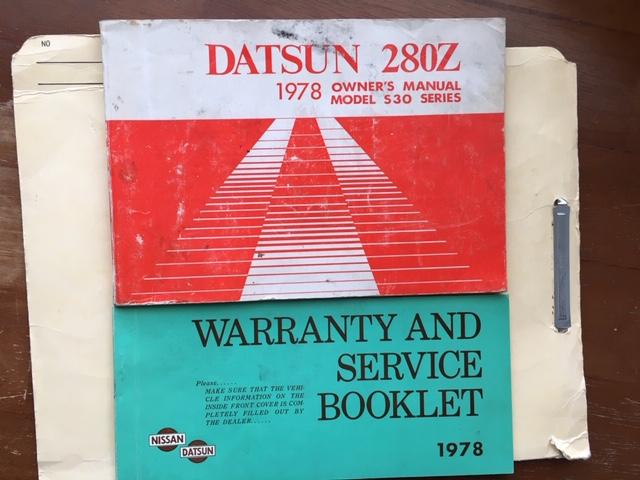 NO
DATSUN 280Z
1978 OWNER'S MANUAL
MODEL S30 SERIES
WARRANTY AND
SERVICE
BOOKLET
Please......
MAKE SURE THAT THE VEHI-
CLE INFORMATION ON THE
INSIDE FRONT COVER IS COM-
PLETELY FILLED OUT BY
THE DEALER......
NISSAN
DATSUN
1978